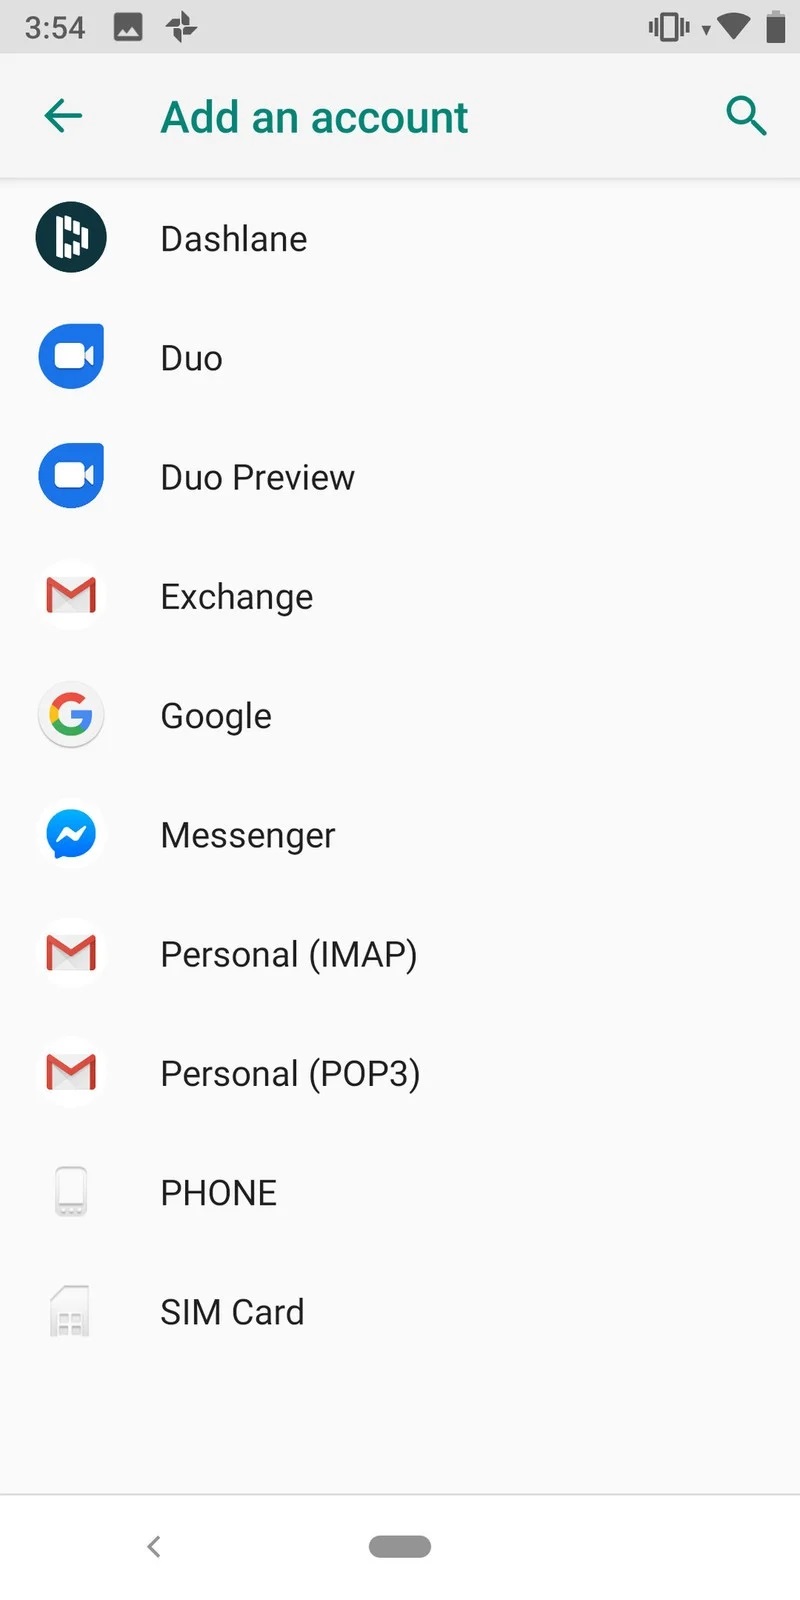 3:54
Add an account
Dashlane
Duo
Duo Preview
Exchange
Google
Messenger
Personal (IMAP)
Personal (POP3)
PHONE
SIM Card